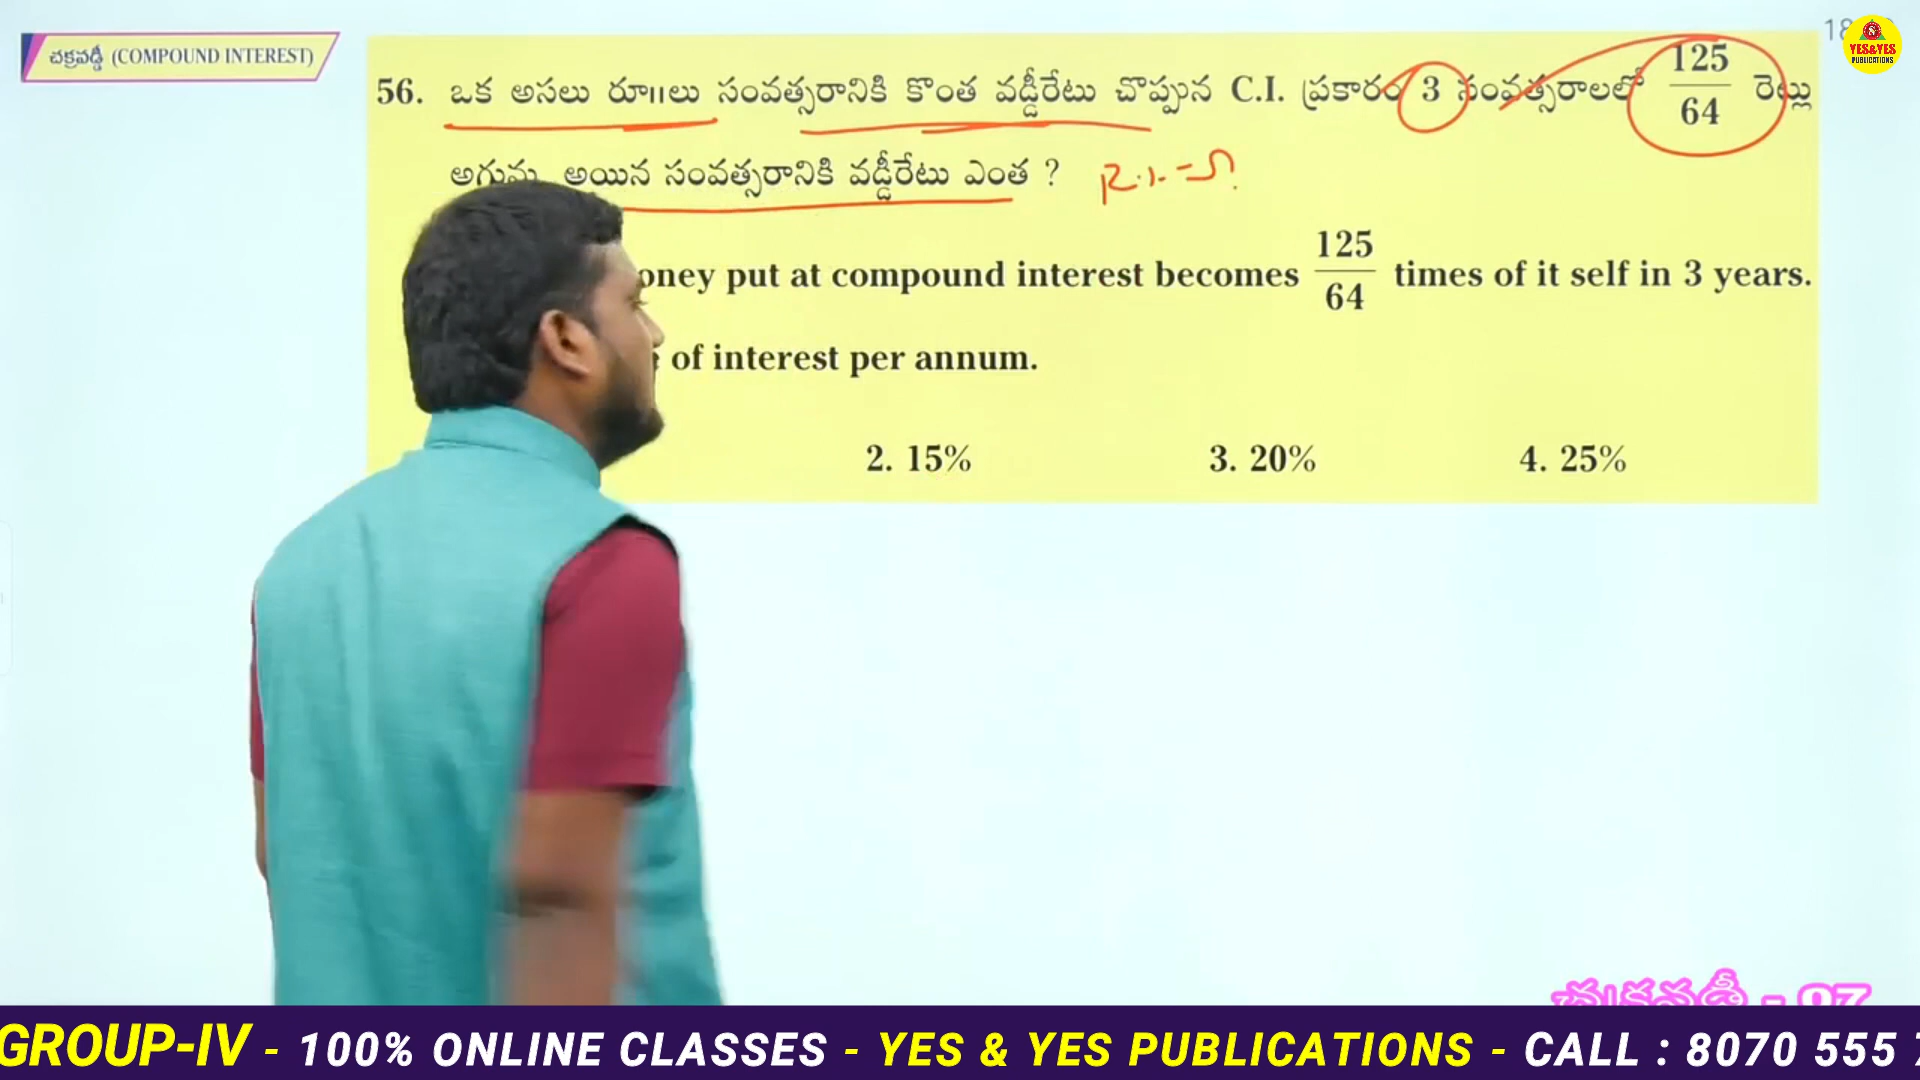 చక్రవడ్డీ (COMPOUND INTEREST)
YES&YES
PUBLICATIONS
56. ఒక అసలు రూ॥లు సంవత్సరానికి కొంత వడ్డీరేటు చొప్పున C.I. ప్రకారం 3 సంవత్సరాలలో 125/64 రెట్లు
అగును అయిన సంవత్సరానికి వడ్డీరేటు ఎంత ?
put at compound interest becomes 125/64 times of it self in 3 years.
of interest per annum.
2. 15% 3. 20% 4. 25%
GROUP-IV - 100% ONLINE CLASSES - YES & YES PUBLICATIONS - CALL : 8070 555